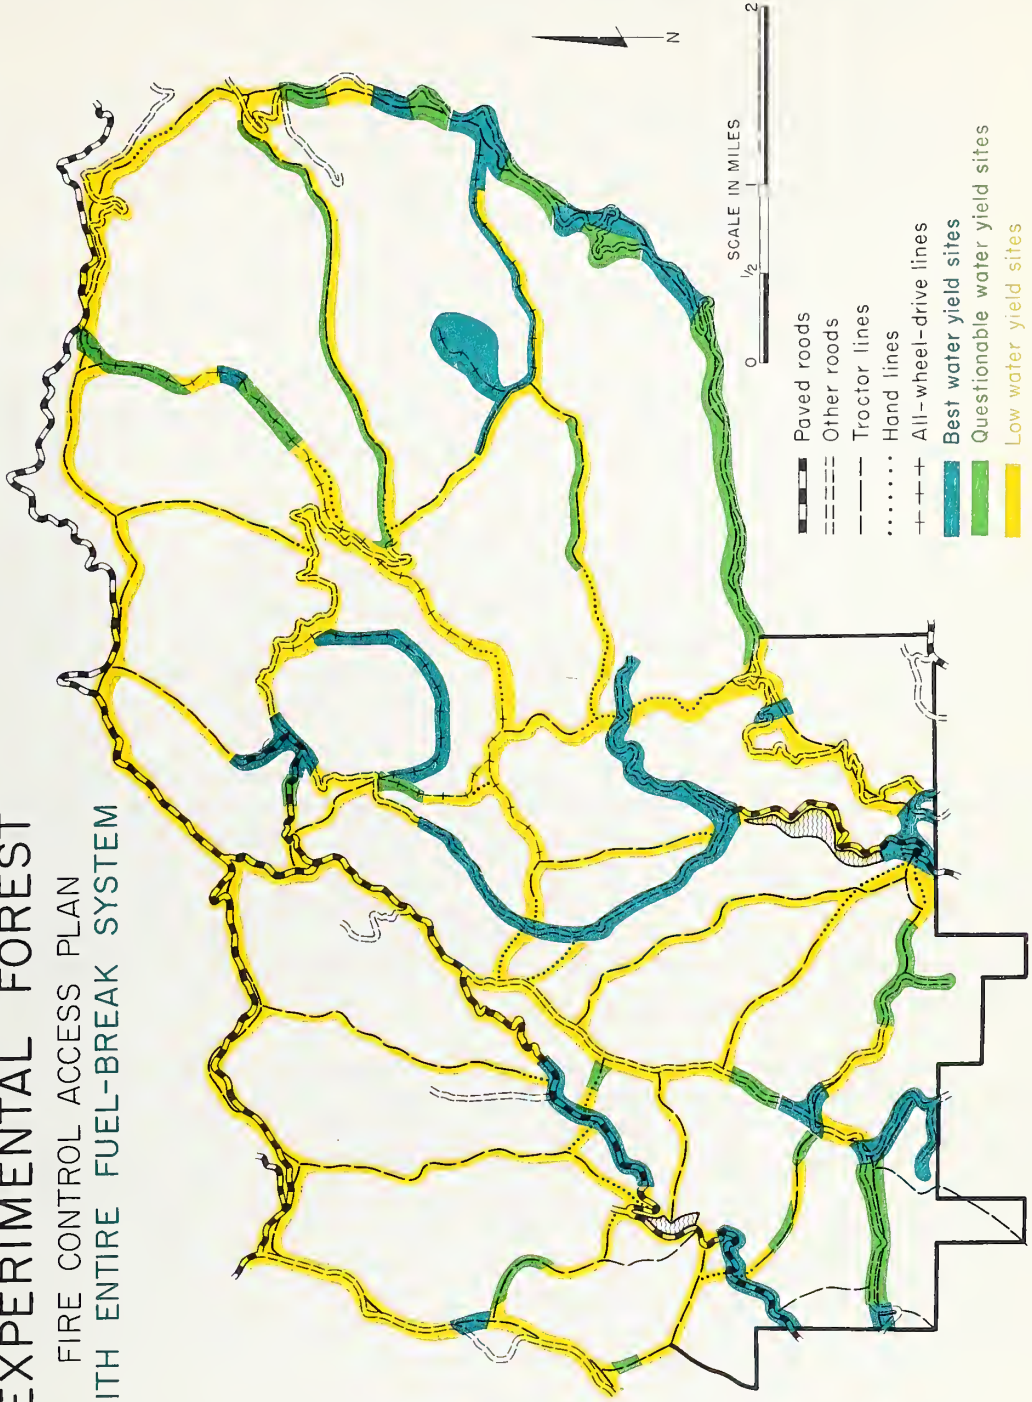 EXPERIMENTAL FOREST
FIRE CONTROL ACCESS PLAN
ITH ENTIRE FUEL-BREAK SYSTEM
N
SCALE IN MILES
0 1/2 1 2
Paved roads
Other roads
Tractor lines
Hand lines
All-wheel-drive lines
Best water yield sites
Questionable water yield sites
Low water yield sites